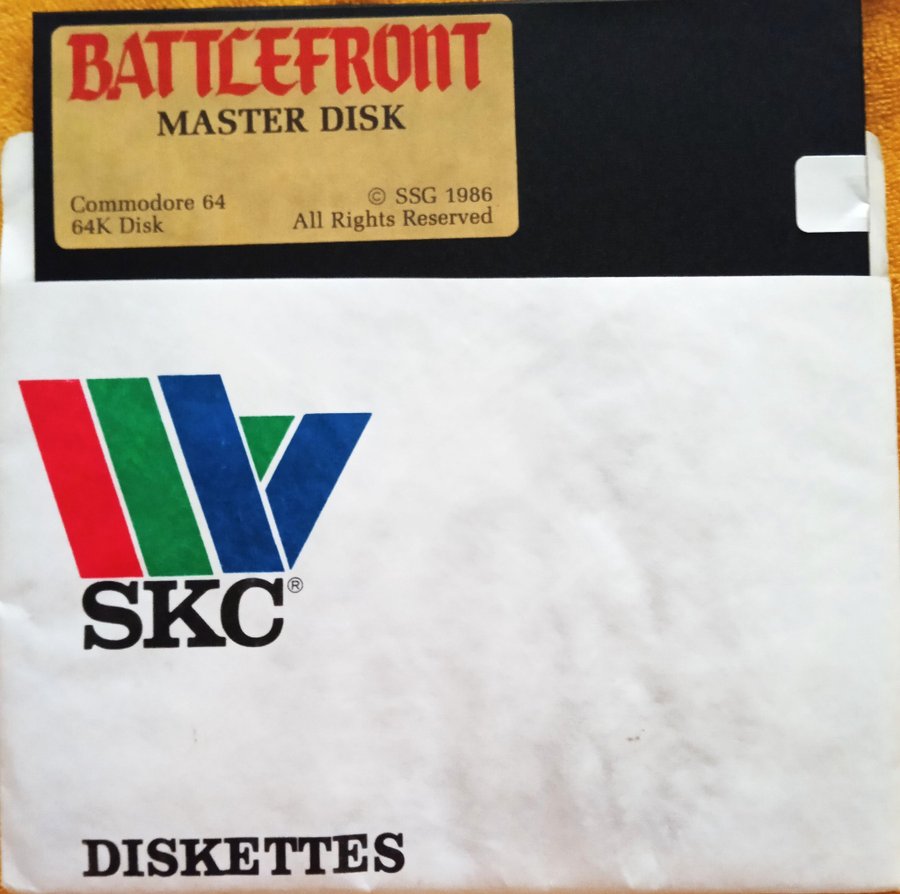 BATTLEFRONT
MASTER DISK
Commodore 64
64K Disk
© SSG 1986
All Rights Reserved
SKC®
DISKETTES